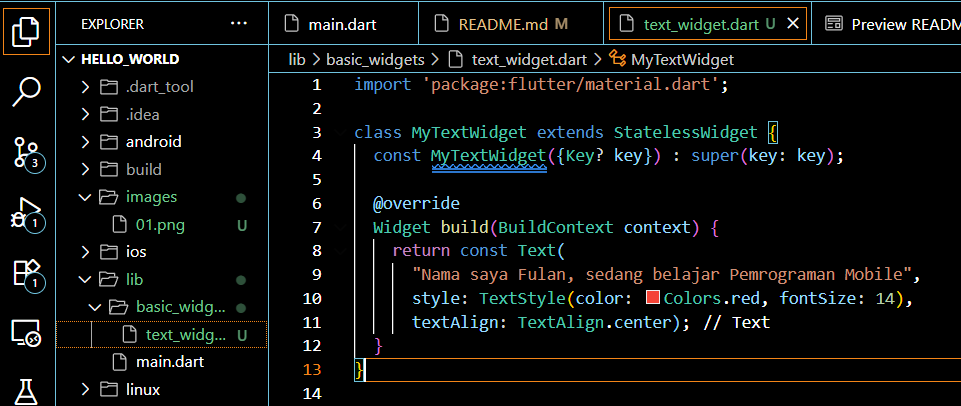 EXPLORER ...
HELLO_WORLD
.dart_tool
.idea
android
build
images
01.png U
ios
lib
basic_widg...
text_widg... U
main.dart
linux
3
1
1
main.dart
README.md M
text_widget.dart U
Preview READM
lib > basic_widgets > text_widget.dart > MyTextWidget
1 import 'package:flutter/material.dart';
2
3 class MyTextWidget extends StatelessWidget {
4 const MyTextWidget({Key? key}) : super(key: key);
5
6 @override
7 Widget build(BuildContext context) {
8 return const Text(
9 "Nama saya Fulan, sedang belajar Pemrograman Mobile",
10 style: TextStyle(color: Colors.red, fontSize: 14),
11 textAlign: TextAlign.center); // Text
12 }
13 }
14